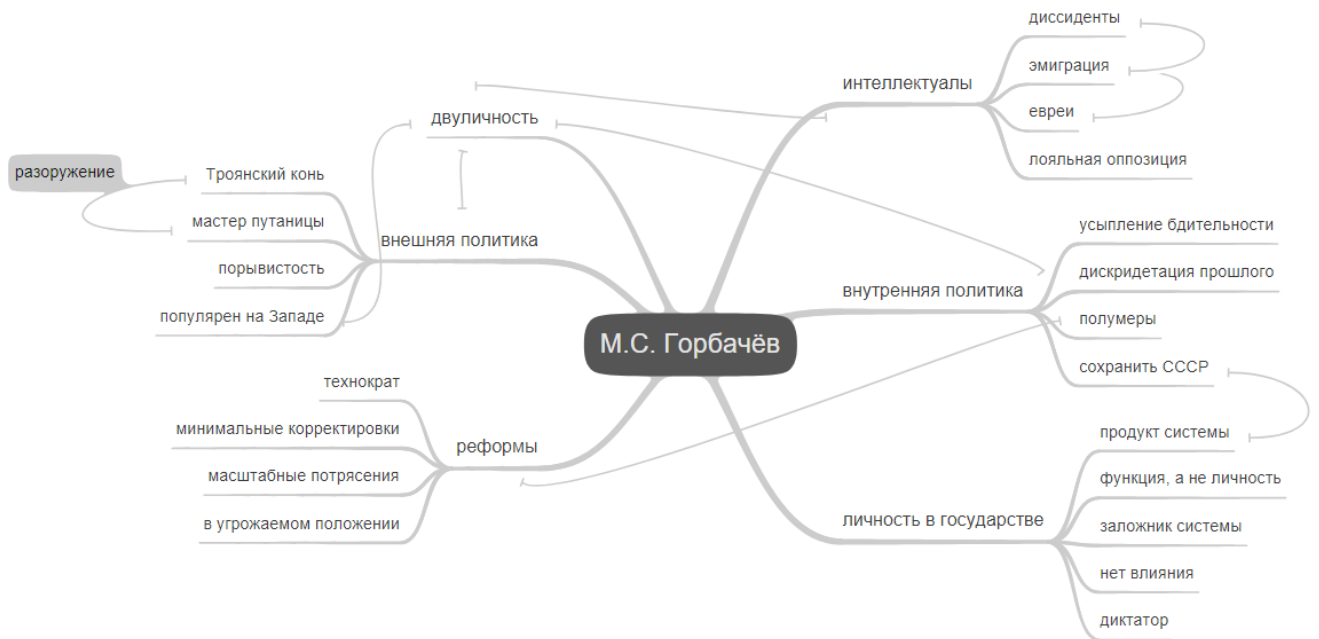 М.С. Горбачёв
двуличность
внешняя политика
Троянский конь
мастер путаницы
порывистость
популярен на Западе
разоружение
реформы
технократ
минимальные корректировки
масштабные потрясения
в угрожаемом положении
интеллектуалы
диссиденты
эмиграция
евреи
лояльная оппозиция
внутренняя политика
усыпление бдительности
дискридетация прошлого
полумеры
сохранить СССР
личность в государстве
продукт системы
функция, а не личность
заложник системы
нет влияния
диктатор